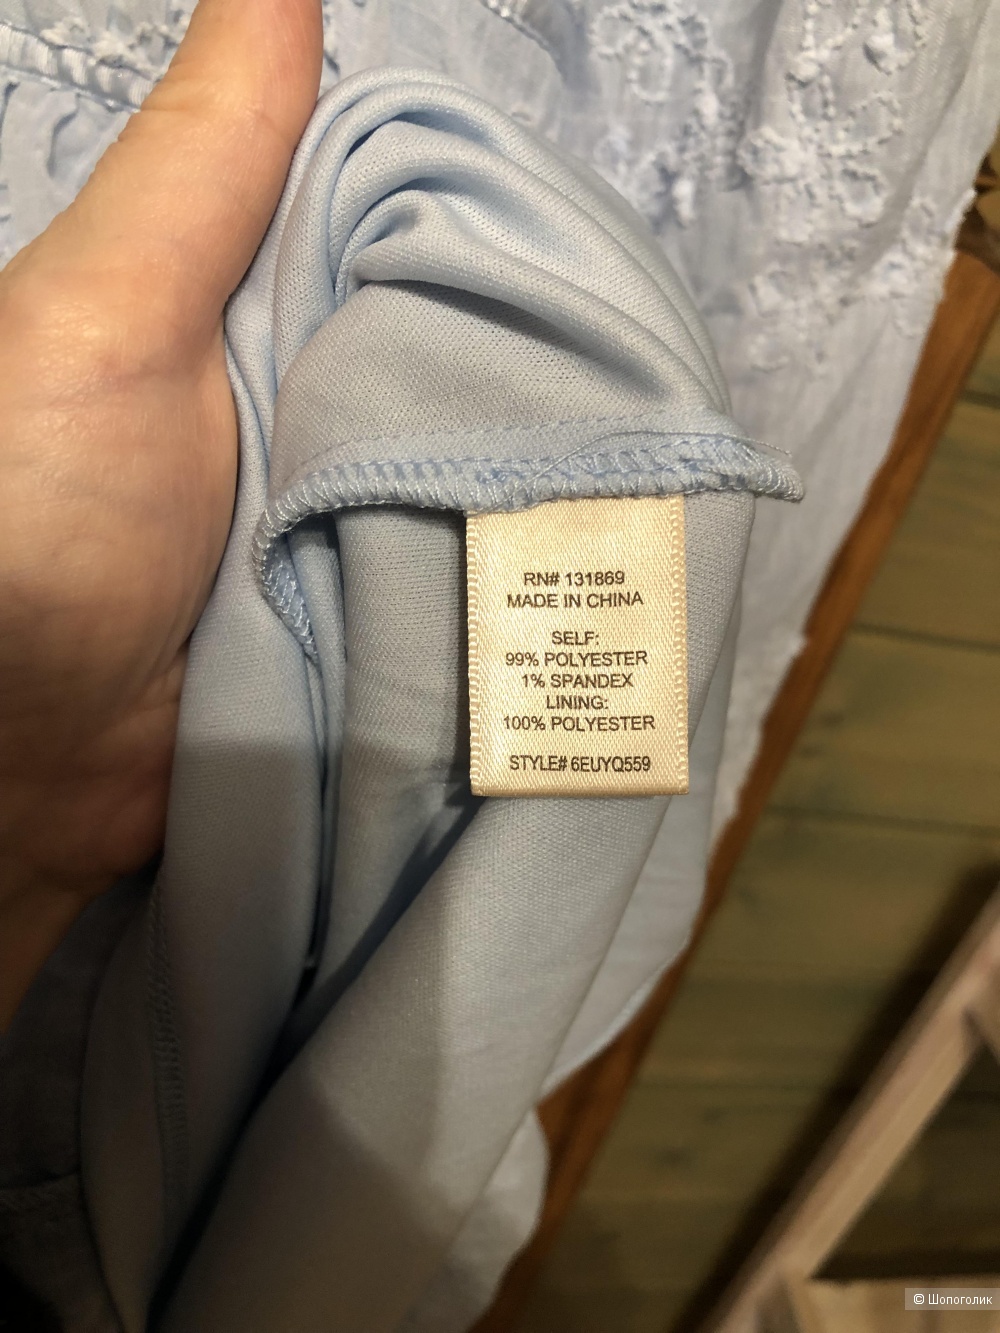 RN# 131869
MADE IN CHINA
SELF:
99% POLYESTER
1% SPANDEX
LINING:
100% POLYESTER
STYLE# 6EUYQ559
© Шопоголик